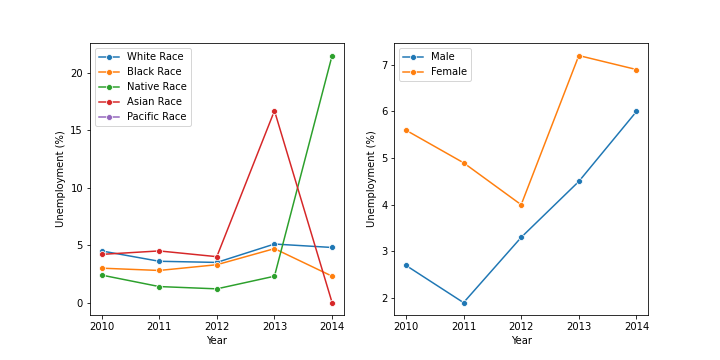 White Race
Black Race
Native Race
Asian Race
Pacific Race
20
15
10
5
0
Unemployment (%)
2010 2011 2012 2013 2014
Year
Male
Female
7
6
5
4
3
2
Unemployment (%)
2010 2011 2012 2013 2014
Year